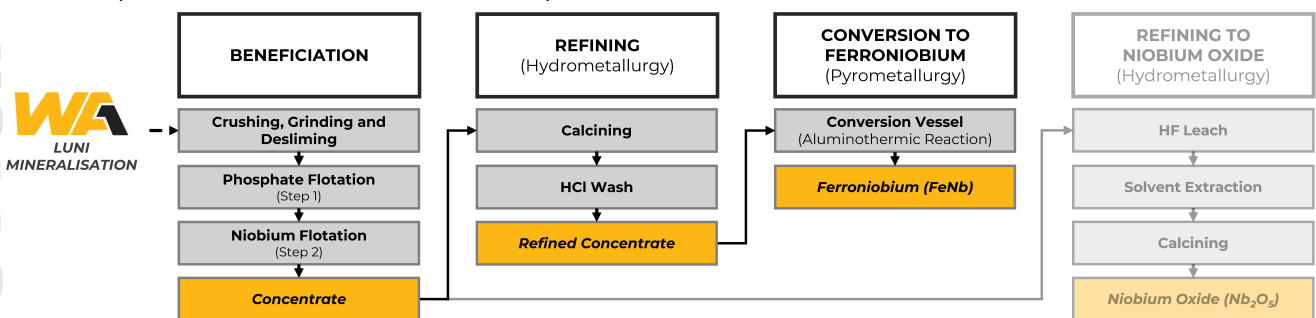 BENEFICIATION
REFINING
(Hydrometallurgy)
CONVERSION TO
FERRONIOBIUM
(Pyrometallurgy)
REFINING TO
NIOBIUM OXIDE
(Hydrometallurgy)
WA1
LUNI
MINERALISATION
Crushing, Grinding and
Desliming
Phosphate Flotation
(Step 1)
Niobium Flotation
(Step 2)
Concentrate
Calcining
HCl Wash
Refined Concentrate
Conversion Vessel
(Aluminothermic Reaction)
Ferroniobium (FeNb)
HF Leach
Solvent Extraction
Calcining
Niobium Oxide (Nb₂O₅)